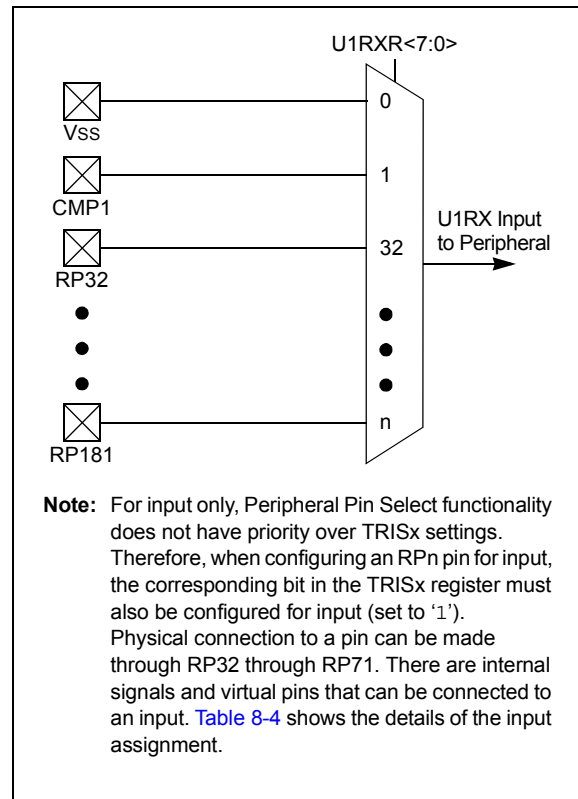 U1RXR<7:0>
Vss
0
CMP1
1
RP32
32
U1RX Input
to Peripheral
RP181
n
Note: For input only, Peripheral Pin Select functionality
does not have priority over TRISx settings.
Therefore, when configuring an RPn pin for input,
the corresponding bit in the TRISx register must
also be configured for input (set to ‘1’).
Physical connection to a pin can be made
through RP32 through RP71. There are internal
signals and virtual pins that can be connected to
an input. Table 8-4 shows the details of the input
assignment.